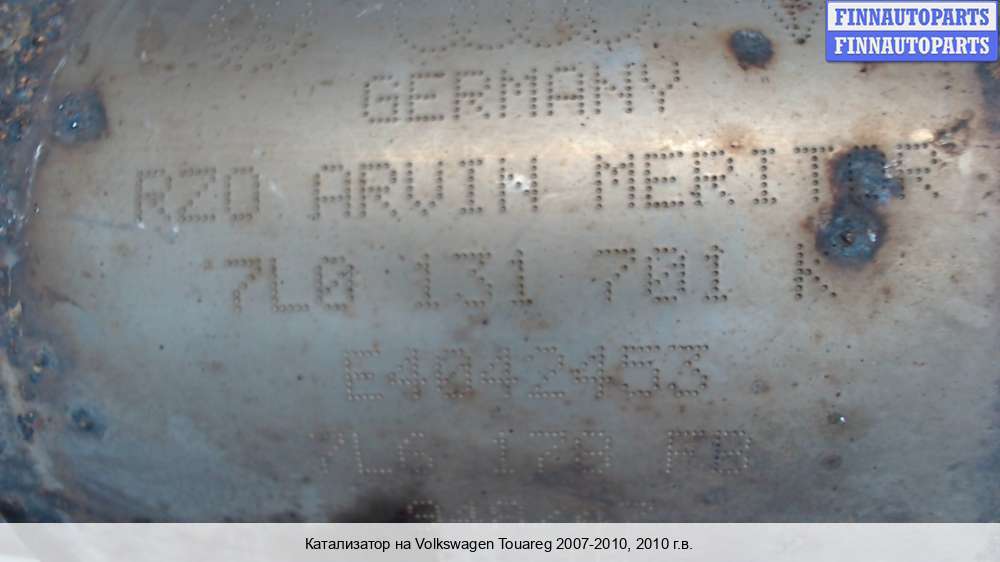 FINNAUTOPARTS
FINNAUTOPARTS
GERMANY
RZO ARVIN MERITOR
7L0 131 701 K
E4042453
7L6 178 FB
Катализатор на Volkswagen Touareg 2007-2010, 2010 г.в.